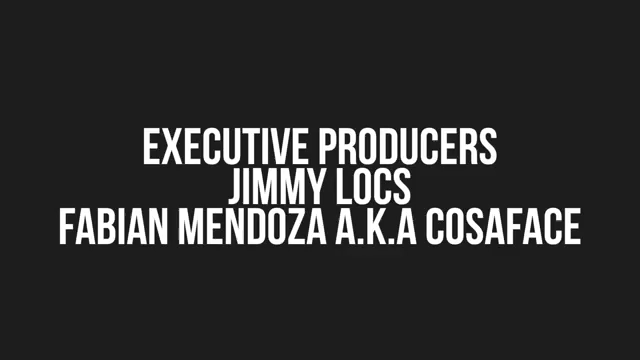 EXECUTIVE PRODUCERS
JIMMY LOCS
FABIAN MENDOZA A.K.A COSAFACE